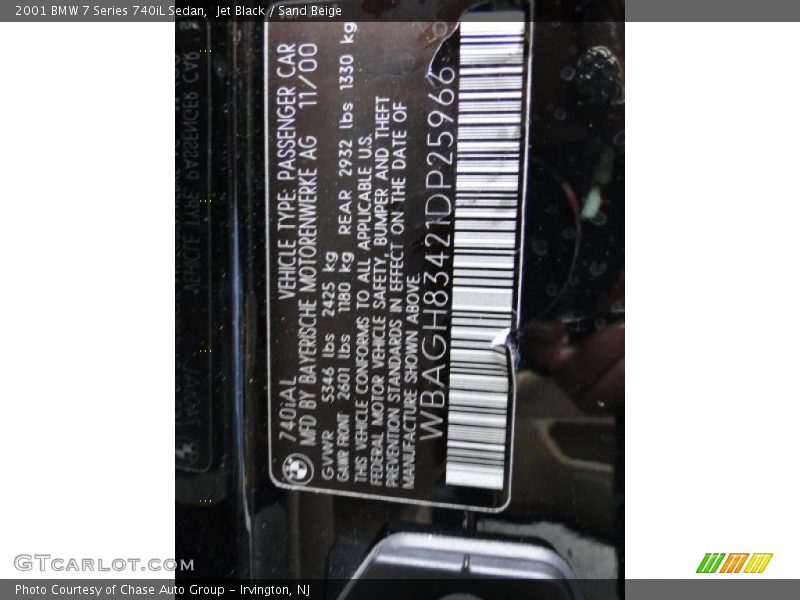 2001 BMW 7 Series 740iL Sedan,  Jet Black / Sand Beige
740iAL VEHICLE TYPE: PASSENGER CAR
MFD BY BAYERISCHE MOTORENWERKE AG 11/00
GVWR 5346 lbs 2425 kg
GAWR FRONT 2601 lbs 1180 kg REAR 2932 lbs 1330 kg
THIS VEHICLE CONFORMS TO ALL APPLICABLE U.S.
FEDERAL MOTOR VEHICLE SAFETY, BUMPER AND THEFT
PREVENTION STANDARDS IN EFFECT ON THE DATE OF
MANUFACTURE SHOWN ABOVE.
WBAGH83421DP25966
GTCARLOT.COM
Photo Courtesy of Chase Auto Group - Irvington, NJ